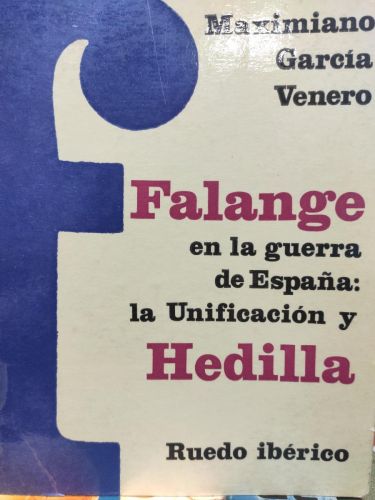 Maximiano
García
Venero
f
Falange
en la guerra
de España:
la Unificación y
Hedilla
Ruedo ibérico